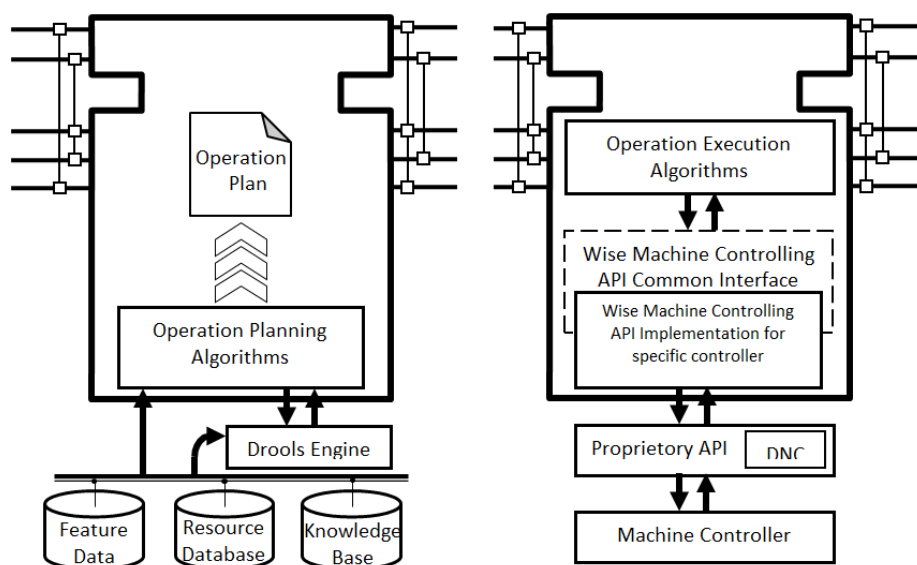 Operation
Plan
Operation Planning
Algorithms
Drools Engine
Feature
Data
Resource
Database
Knowledge
Base
Operation Execution
Algorithms
Wise Machine Controlling
API Common Interface
Wise Machine Controlling
API Implementation for
specific controller
Proprietory API
DNC
Machine Controller